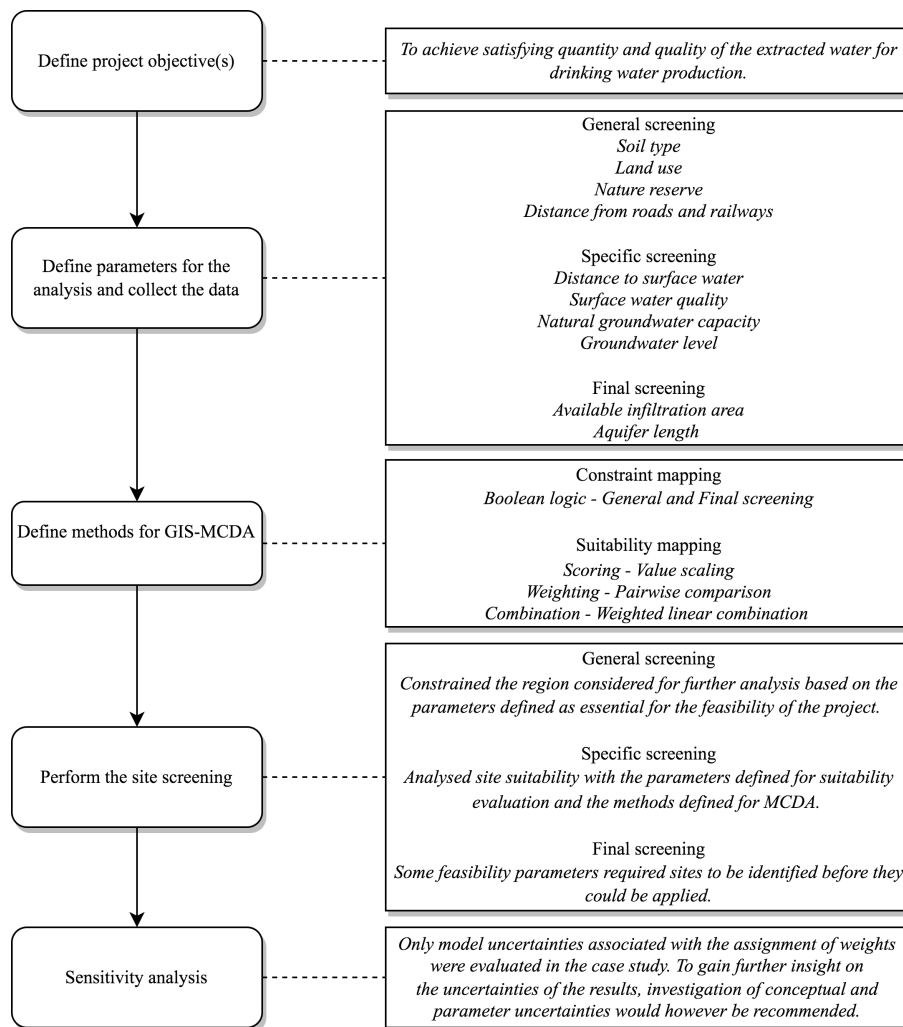 Define project objective(s)
To achieve satisfying quantity and quality of the extracted water for
drinking water production.
Define parameters for the
analysis and collect the data
General screening
Soil type
Land use
Nature reserve
Distance from roads and railways
Specific screening
Distance to surface water
Surface water quality
Natural groundwater capacity
Groundwater level
Final screening
Available infiltration area
Aquifer length
Define methods for GIS-MCDA
Constraint mapping
Boolean logic - General and Final screening
Suitability mapping
Scoring - Value scaling
Weighting - Pairwise comparison
Combination - Weighted linear combination
Perform the site screening
General screening
Constrained the region considered for further analysis based on the
parameters defined as essential for the feasibility of the project.
Specific screening
Analysed site suitability with the parameters defined for suitability
evaluation and the methods defined for MCDA.
Final screening
Some feasibility parameters required sites to be identified before they
could be applied.
Sensitivity analysis
Only model uncertainties associated with the assignment of weights
were evaluated in the case study. To gain further insight on
the uncertainties of the results, investigation of conceptual and
parameter uncertainties would however be recommended.